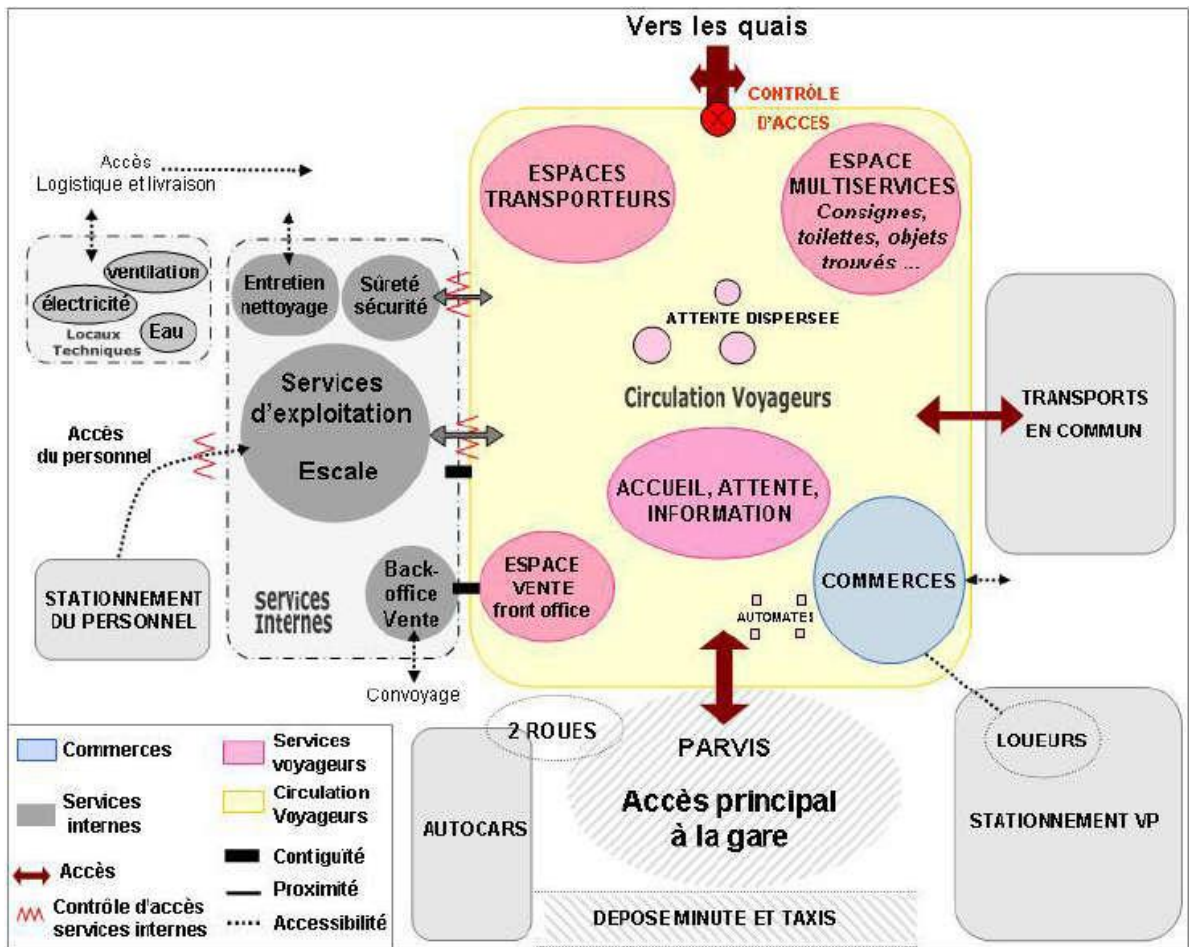 Vers les quais
CONTRÔLE
D'ACCES
ESPACES
TRANSPORTEURS
ESPACE
MULTISERVICES
Consignes,
toilettes, objets
trouvés ...
Accès
Logistique et livraison
ventilation
électricité
Eau
Locaux
Techniques
Entretien
nettoyage
Sûreté
sécurité
ATTENTE DISPERSEE
Circulation Voyageurs
Services
d'exploitation
Escale
TRANSPORTS
EN COMMUN
Accès
du personnel
ACCUEIL, ATTENTE,
INFORMATION
STATIONNEMENT
DU PERSONNEL
Services
Internes
Back-
office
Vente
ESPACE
VENTE
front office
COMMERCES
AUTOMATES
Convoyage
2 ROUES
PARVIS
Accès principal
à la gare
LOUEURS
STATIONNEMENT VP
AUTOCARS
DEPOSE MINUTE ET TAXIS
Commerces
Services
voyageurs
Services
internes
Circulation
Voyageurs
Accès
Contiguïté
Proximité
Contrôle d'accès
services internes
Accessibilité